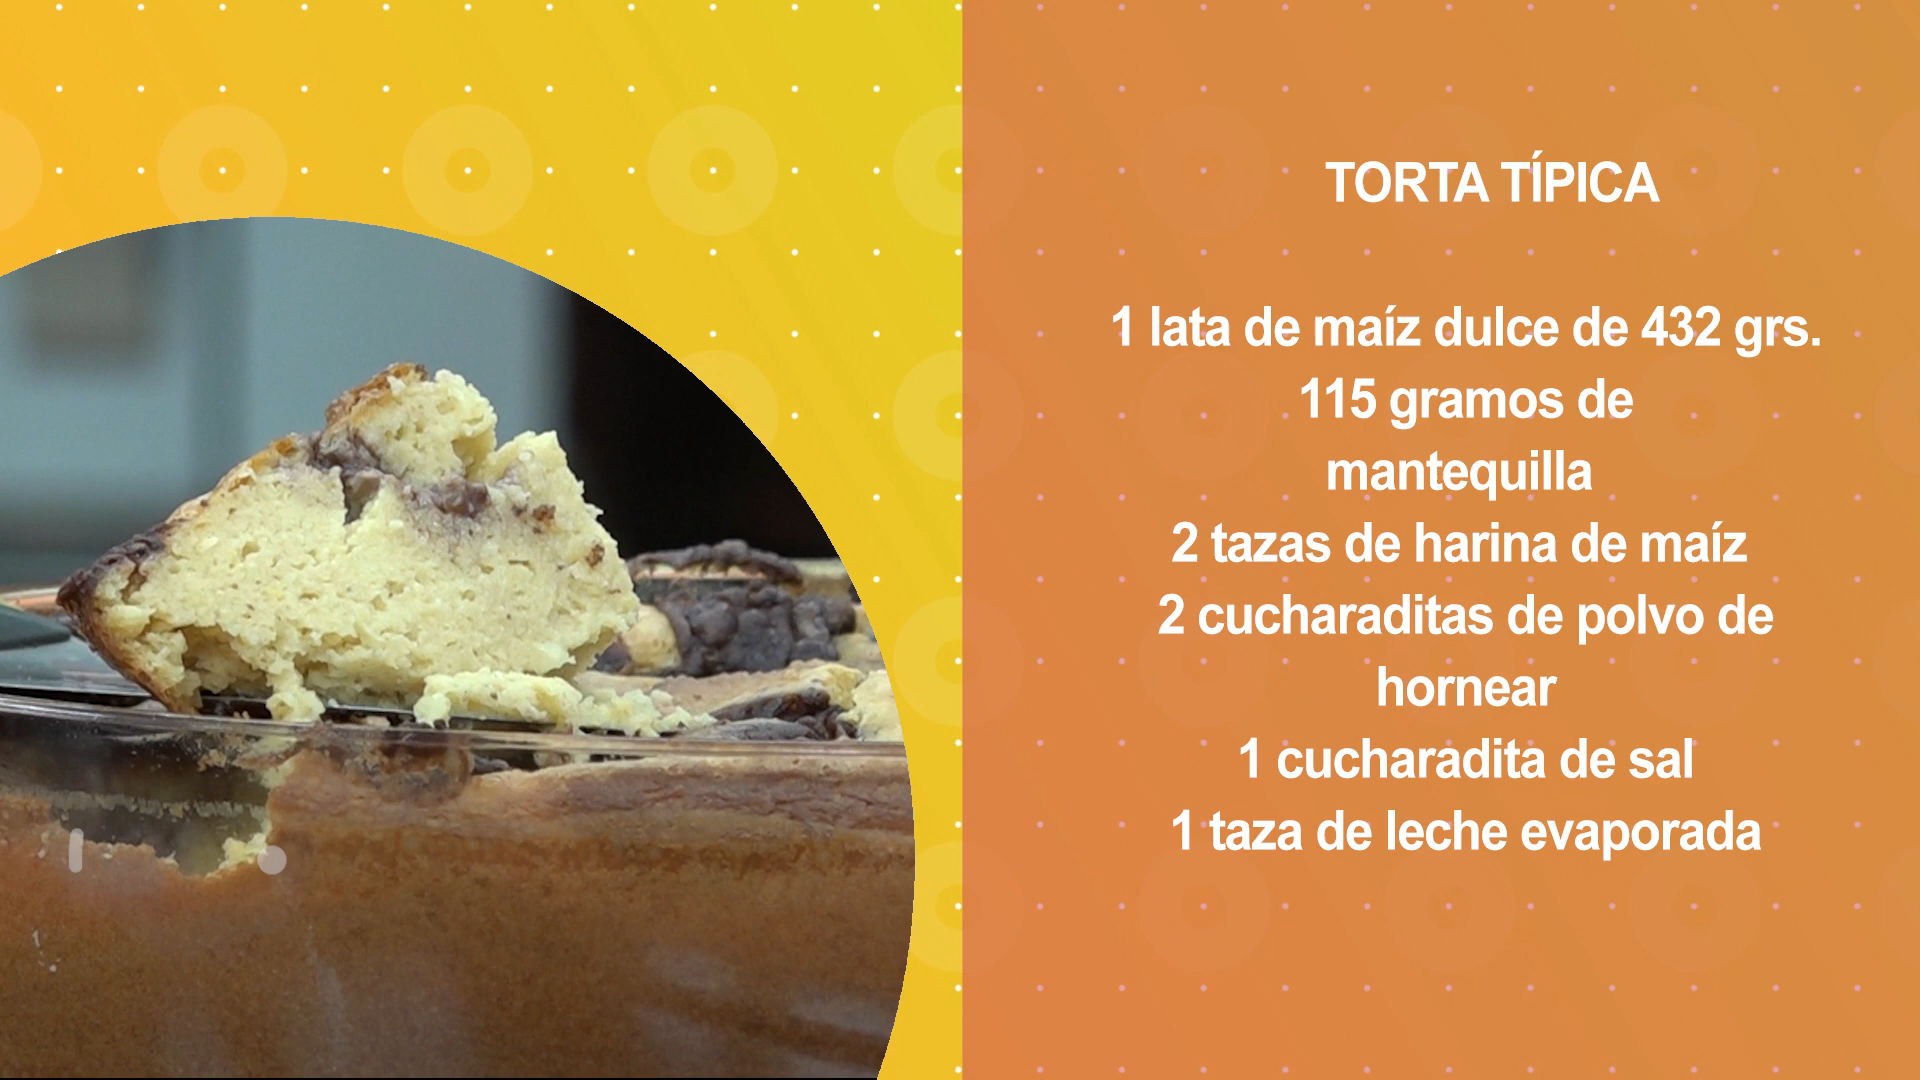 TORTA TÍPICA
1 lata de maíz dulce de 432 grs.
115 gramos de
mantequilla
2 tazas de harina de maíz
2 cucharaditas de polvo de
hornear
1 cucharadita de sal
1 taza de leche evaporada